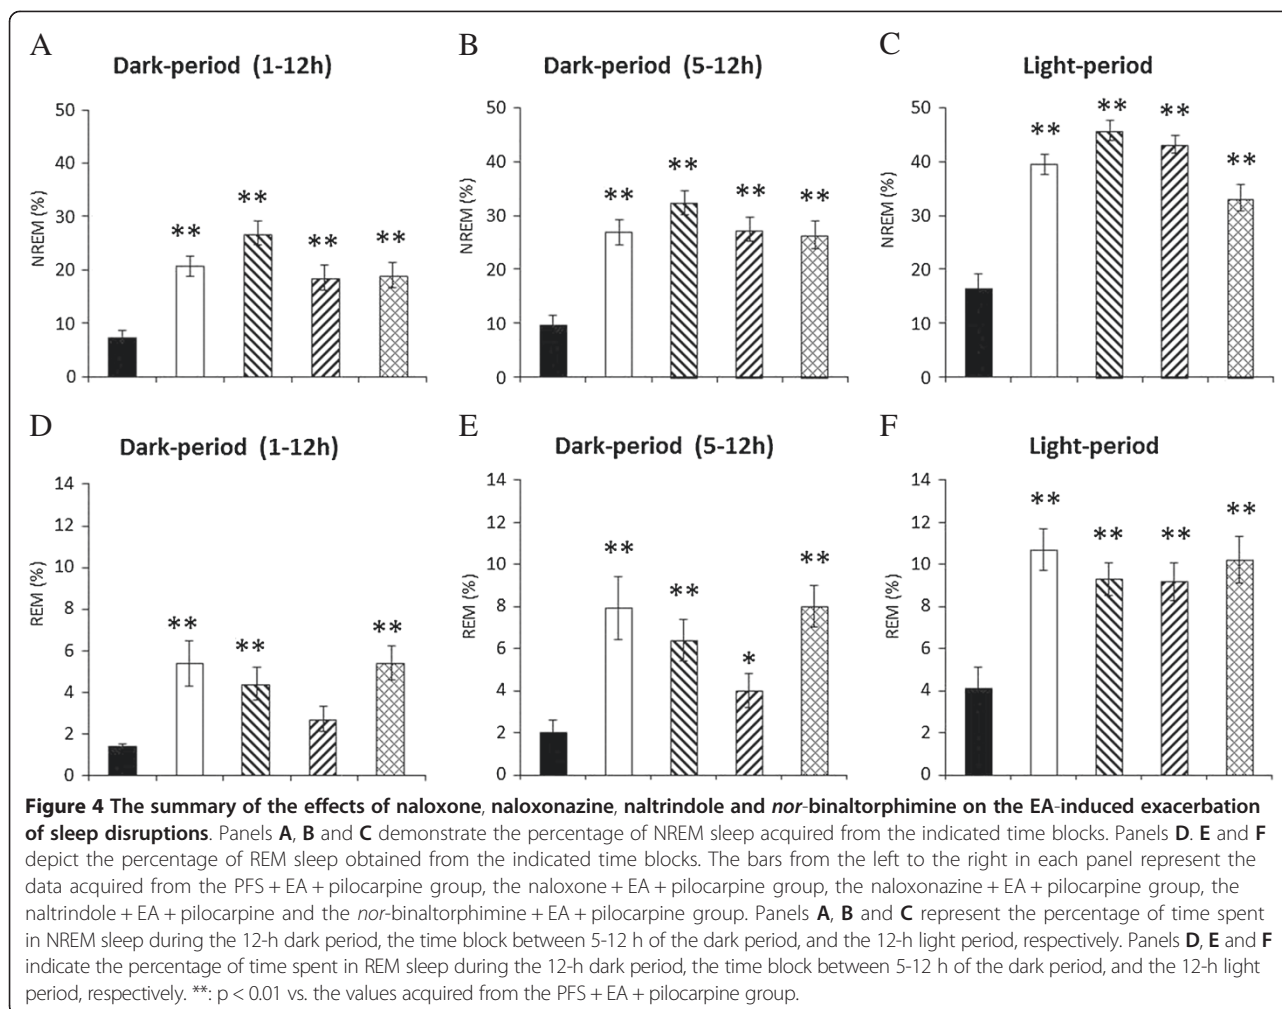 A
Dark-period (1-12h)
NREM (%)
50
40
30
20
10
0
**
**
**
**
B
Dark-period (5-12h)
NREM (%)
50
40
30
20
10
0
**
**
**
**
C
Light-period
NREM (%)
50
40
30
20
10
0
**
**
**
**
D
Dark-period (1-12h)
REM (%)
14
12
10
8
6
4
2
0
**
**
**
E
Dark-period (5-12h)
REM (%)
14
12
10
8
6
4
2
0
**
**
*
**
F
Light-period
REM (%)
14
12
10
8
6
4
2
0
**
**
**
**
Figure 4 The summary of the effects of naloxone, naloxonazine, naltrindole and nor-binaltorphimine on the EA-induced exacerbation
of sleep disruptions. Panels A, B and C demonstrate the percentage of NREM sleep acquired from the indicated time blocks. Panels D. E and F
depict the percentage of REM sleep obtained from the indicated time blocks. The bars from the left to the right in each panel represent the
data acquired from the PFS + EA + pilocarpine group, the naloxone + EA + pilocarpine group, the naloxonazine + EA + pilocarpine group, the
naltrindole + EA + pilocarpine and the nor-binaltorphimine + EA + pilocarpine group. Panels A, B and C represent the percentage of time spent
in NREM sleep during the 12-h dark period, the time block between 5-12 h of the dark period, and the 12-h light period, respectively. Panels D, E and F
indicate the percentage of time spent in REM sleep during the 12-h dark period, the time block between 5-12 h of the dark period, and the 12-h light
period, respectively. **: p < 0.01 vs. the values acquired from the PFS + EA + pilocarpine group.